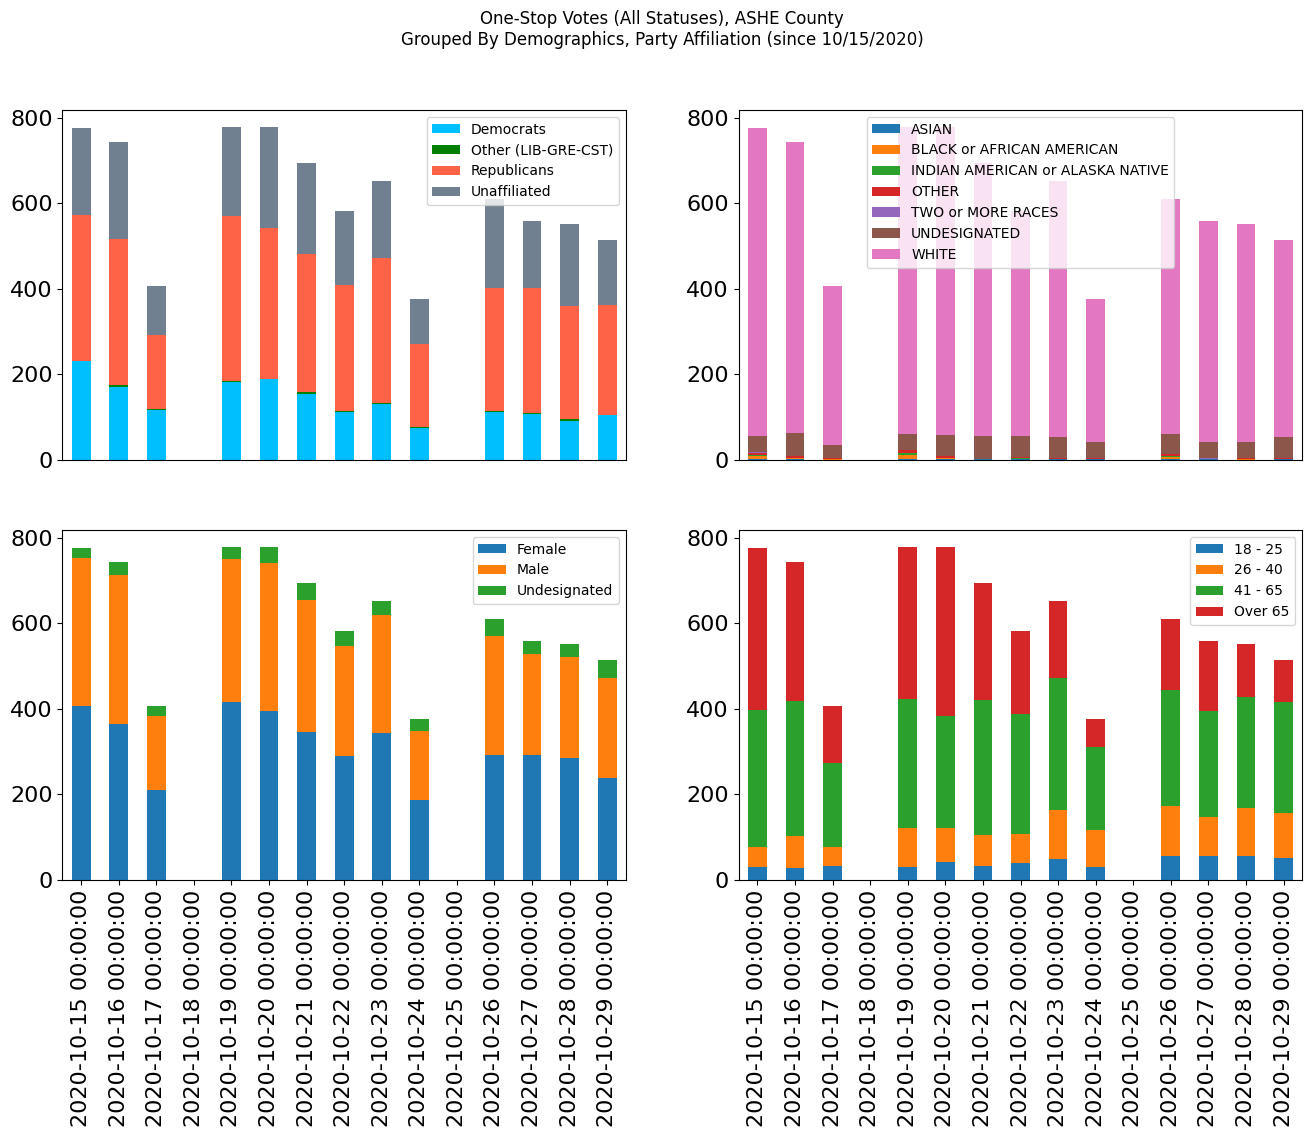 One-Stop Votes (All Statuses), ASHE County
Grouped By Demographics, Party Affiliation (since 10/15/2020)
800
600
400
200
0
Democrats
Other (LIB-GRE-CST)
Republicans
Unaffiliated
800
600
400
200
0
ASIAN
BLACK or AFRICAN AMERICAN
INDIAN AMERICAN or ALASKA NATIVE
OTHER
TWO or MORE RACES
UNDESIGNATED
WHITE
800
600
400
200
0
Female
Male
Undesignated
2020-10-15 00:00:00
2020-10-16 00:00:00
2020-10-17 00:00:00
2020-10-18 00:00:00
2020-10-19 00:00:00
2020-10-20 00:00:00
2020-10-21 00:00:00
2020-10-22 00:00:00
2020-10-23 00:00:00
2020-10-24 00:00:00
2020-10-25 00:00:00
2020-10-26 00:00:00
2020-10-27 00:00:00
2020-10-28 00:00:00
2020-10-29 00:00:00
800
600
400
200
0
18 - 25
26 - 40
41 - 65
Over 65
2020-10-15 00:00:00
2020-10-16 00:00:00
2020-10-17 00:00:00
2020-10-18 00:00:00
2020-10-19 00:00:00
2020-10-20 00:00:00
2020-10-21 00:00:00
2020-10-22 00:00:00
2020-10-23 00:00:00
2020-10-24 00:00:00
2020-10-25 00:00:00
2020-10-26 00:00:00
2020-10-27 00:00:00
2020-10-28 00:00:00
2020-10-29 00:00:00